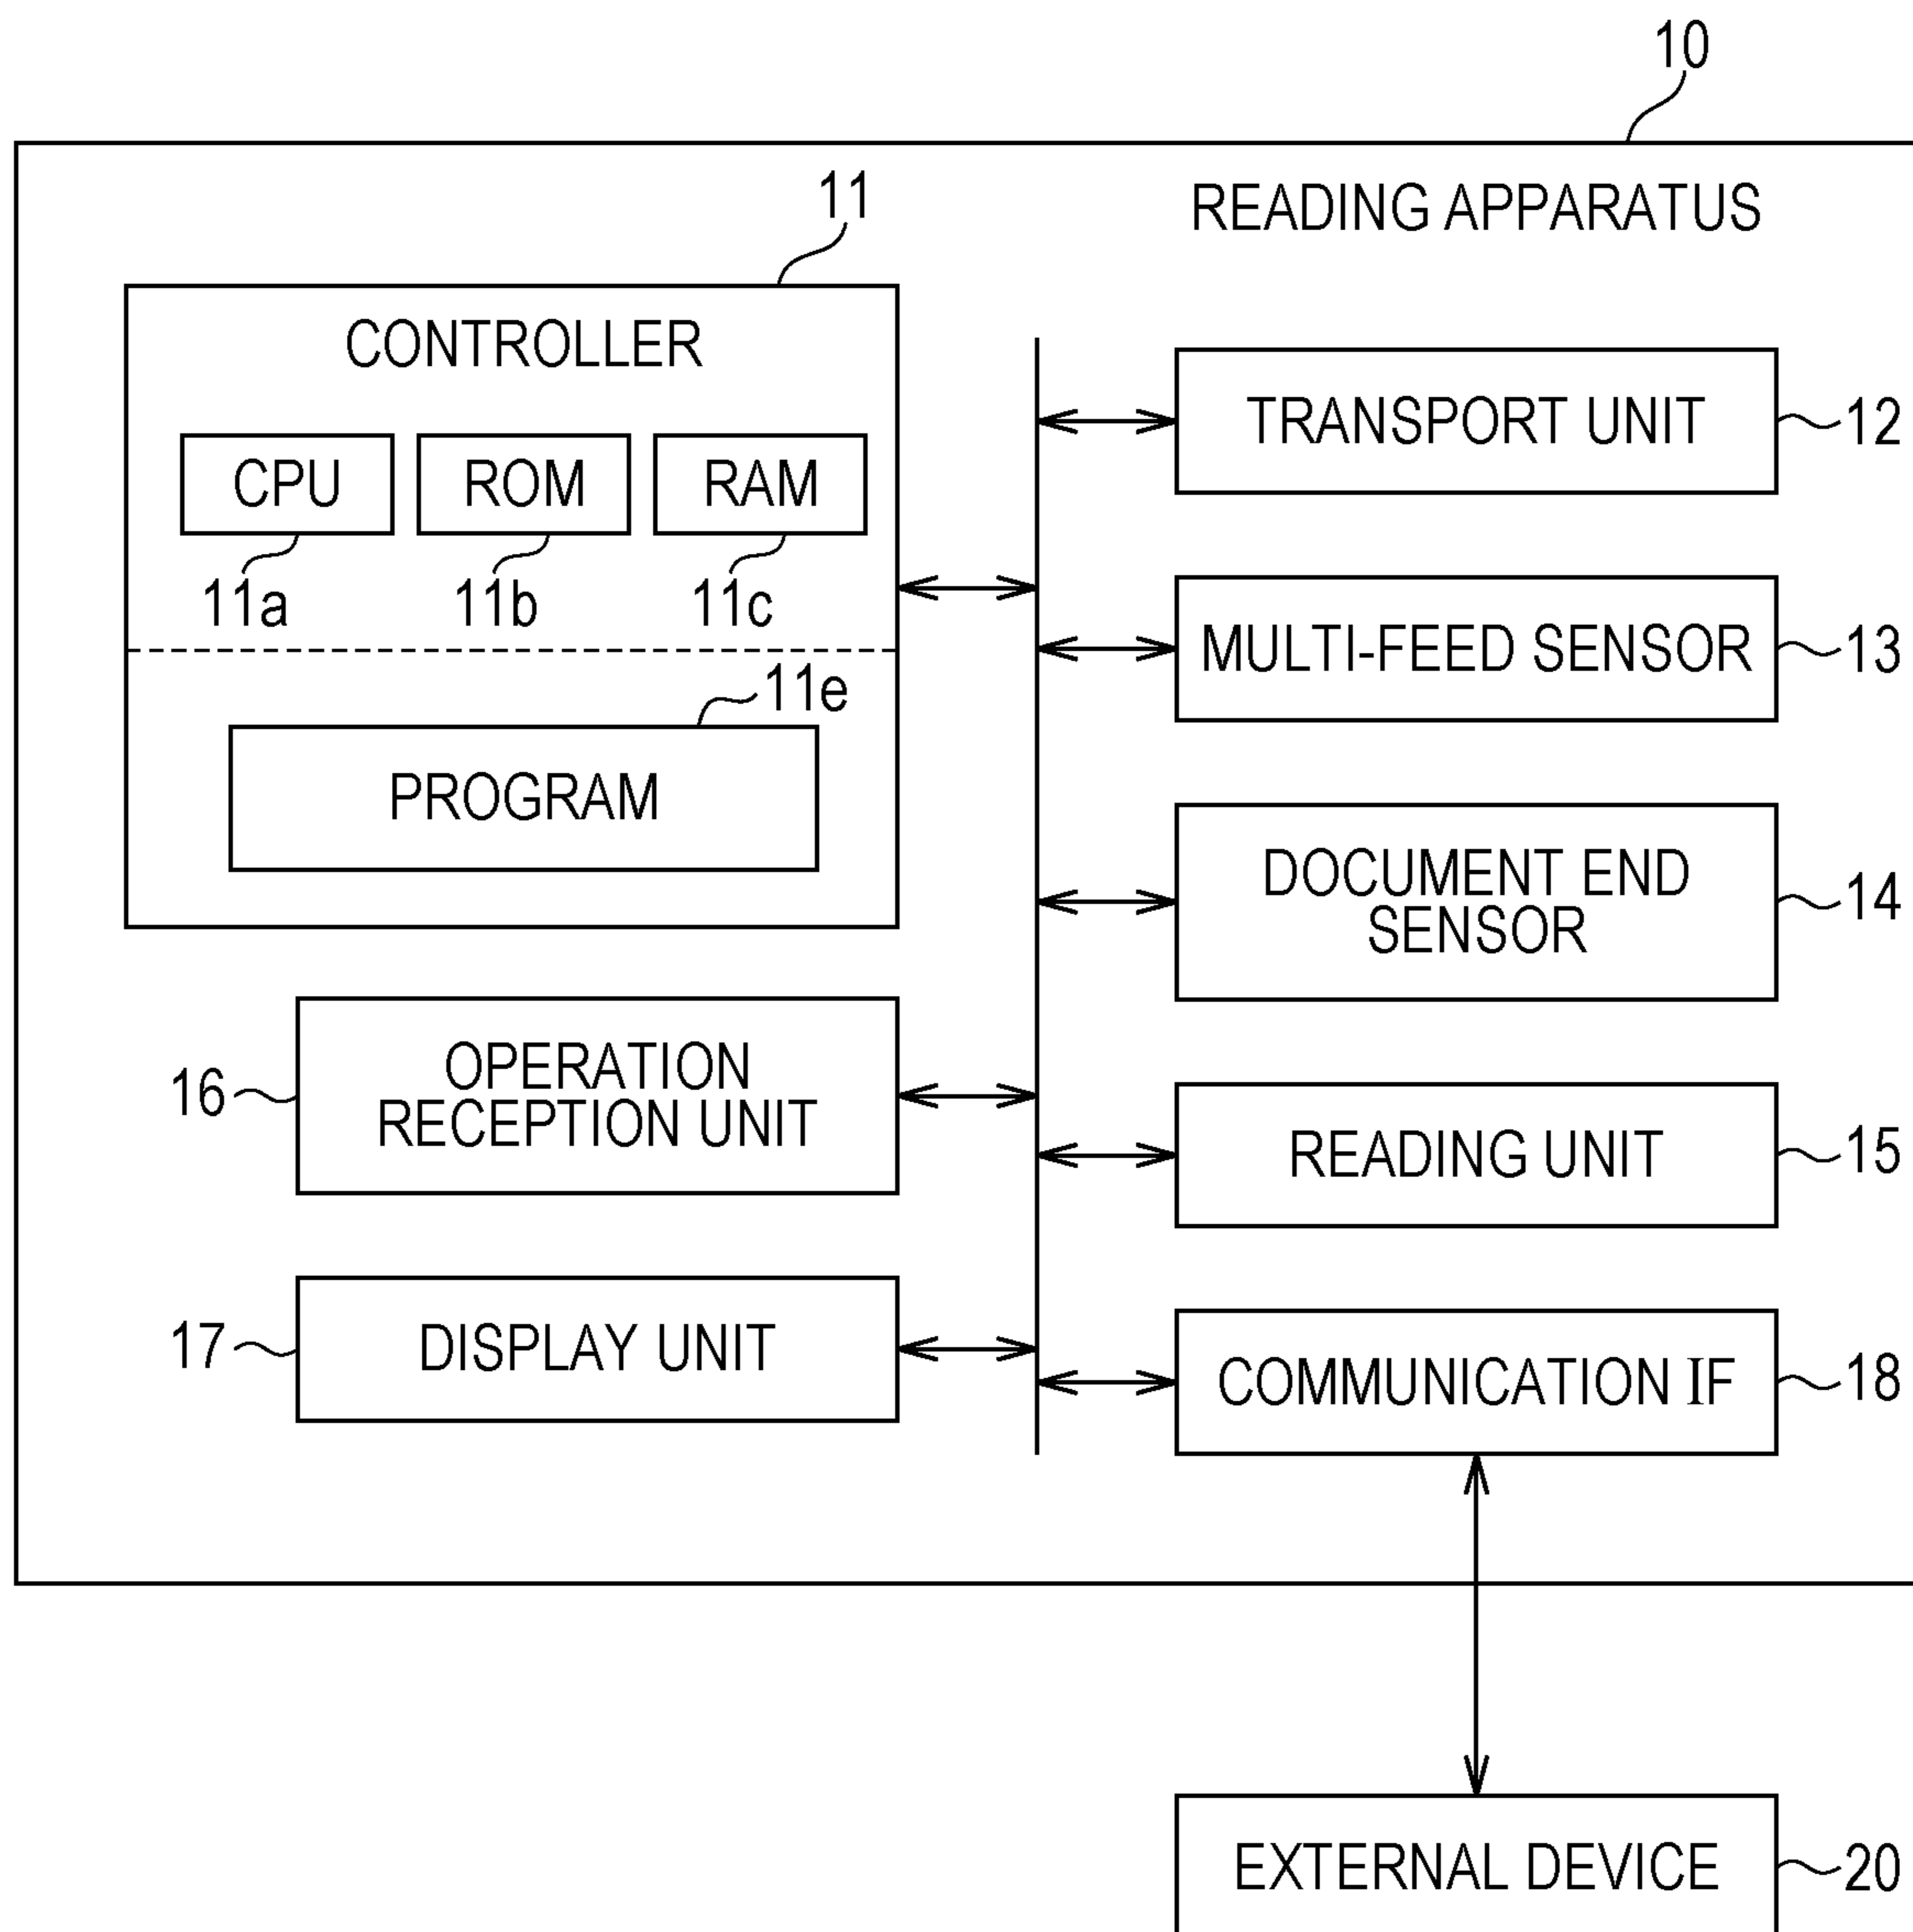 10
READING APPARATUS
11
CONTROLLER
CPU
ROM
RAM
11a
11b
11c
11e
PROGRAM
TRANSPORT UNIT
12
MULTI-FEED SENSOR
13
DOCUMENT END
SENSOR
14
16
OPERATION
RECEPTION UNIT
READING UNIT
15
17
DISPLAY UNIT
COMMUNICATION IF
18
EXTERNAL DEVICE
20